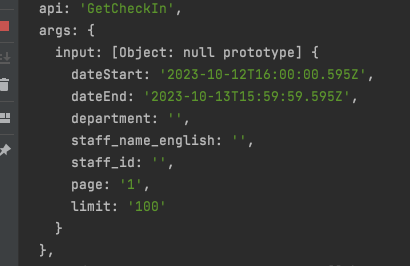 api: 'GetCheckIn',
args: {
input: [Object: null prototype] {
dateStart: '2023-10-12T16:00:00.595Z',
dateEnd: '2023-10-13T15:59:59.595Z',
department: '',
staff_name_english: '',
staff_id: '',
page: '1',
limit: '100'
}
},